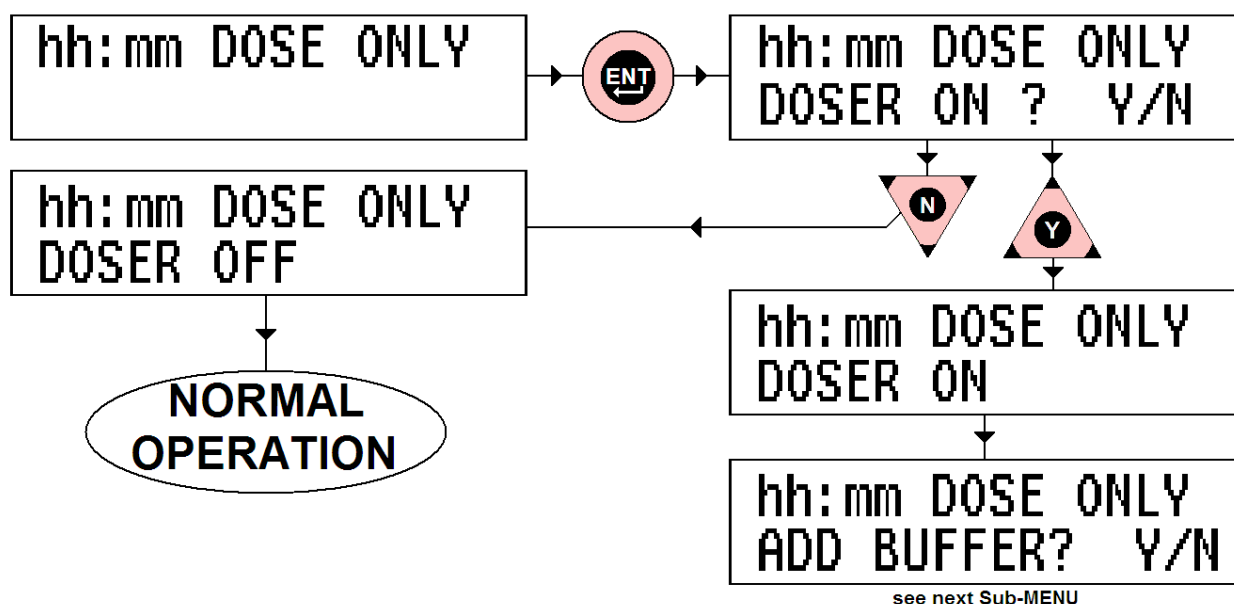 hh:mm DOSE ONLY
ENT
hh:mm DOSE ONLY
DOSER ON ? Y/N
N
Y
hh:mm DOSE ONLY
DOSER OFF
NORMAL
OPERATION
hh:mm DOSE ONLY
DOSER ON
hh:mm DOSE ONLY
ADD BUFFER? Y/N
see next Sub-MENU